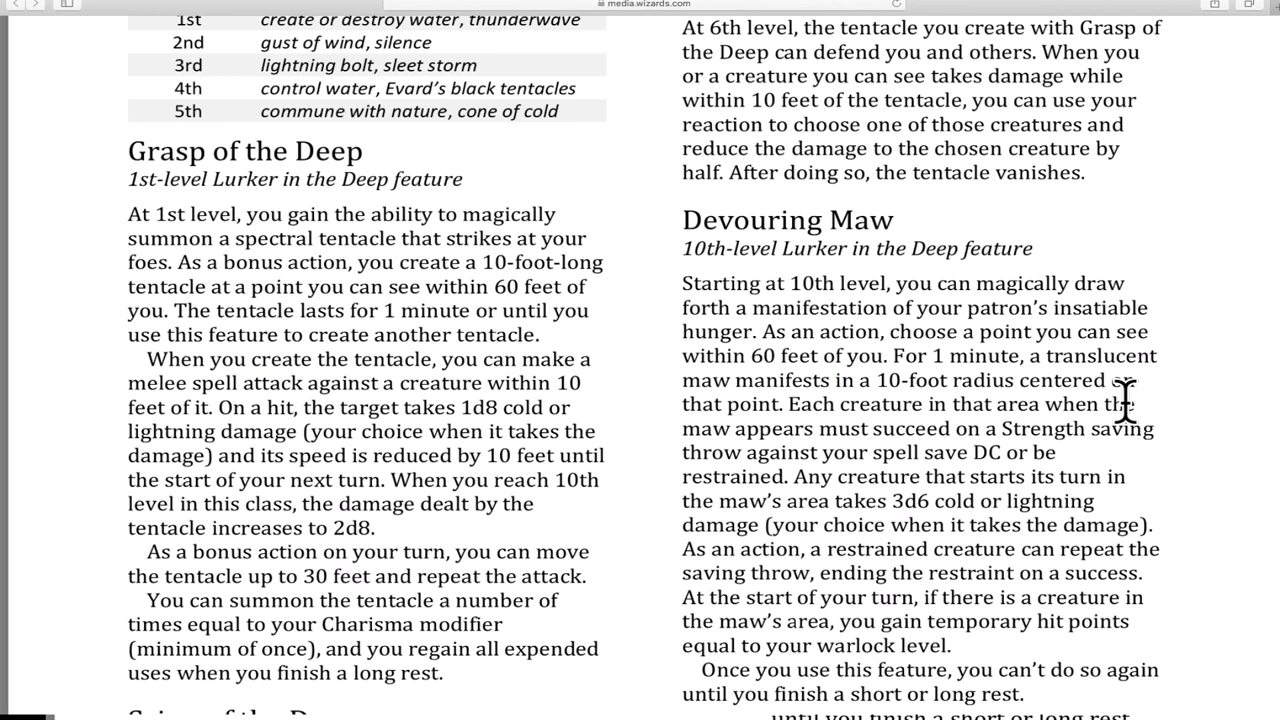 media.wizards.com
1st create or destroy water, thunderwave
2nd gust of wind, silence
3rd lightning bolt, sleet storm
4th control water, Evard’s black tentacles
5th commune with nature, cone of cold
Grasp of the Deep
1st-level Lurker in the Deep feature
At 1st level, you gain the ability to magically
summon a spectral tentacle that strikes at your
foes. As a bonus action, you create a 10-foot-long
tentacle at a point you can see within 60 feet of
you. The tentacle lasts for 1 minute or until you
use this feature to create another tentacle.
When you create the tentacle, you can make a
melee spell attack against a creature within 10
feet of it. On a hit, the target takes 1d8 cold or
lightning damage (your choice when it takes the
damage) and its speed is reduced by 10 feet until
the start of your next turn. When you reach 10th
level in this class, the damage dealt by the
tentacle increases to 2d8.
As a bonus action on your turn, you can move
the tentacle up to 30 feet and repeat the attack.
You can summon the tentacle a number of
times equal to your Charisma modifier
(minimum of once), and you regain all expended
uses when you finish a long rest.
At 6th level, the tentacle you create with Grasp of
the Deep can defend you and others. When you
or a creature you can see takes damage while
within 10 feet of the tentacle, you can use your
reaction to choose one of those creatures and
reduce the damage to the chosen creature by
half. After doing so, the tentacle vanishes.
Devouring Maw
10th-level Lurker in the Deep feature
Starting at 10th level, you can magically draw
forth a manifestation of your patron’s insatiable
hunger. As an action, choose a point you can see
within 60 feet of you. For 1 minute, a translucent
maw manifests in a 10-foot radius centered
that point. Each creature in that area when the
maw appears must succeed on a Strength saving
throw against your spell save DC or be
restrained. Any creature that starts its turn in
the maw’s area takes 3d6 cold or lightning
damage (your choice when it takes the damage).
As an action, a restrained creature can repeat the
saving throw, ending the restraint on a success.
At the start of your turn, if there is a creature in
the maw’s area, you gain temporary hit points
equal to your warlock level.
Once you use this feature, you can’t do so again
until you finish a short or long rest.
until you finish a short or long rest.